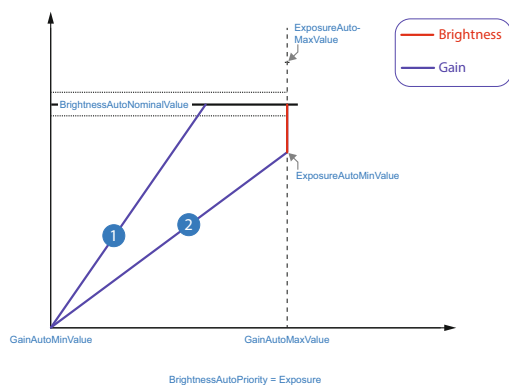 ExposureAuto-
MaxValue
Brightness
Gain
BrightnessAutoNominalValue
ExposureAutoMinValue
1
2
GainAutoMinValue
GainAutoMaxValue
BrightnessAutoPriority = Exposure